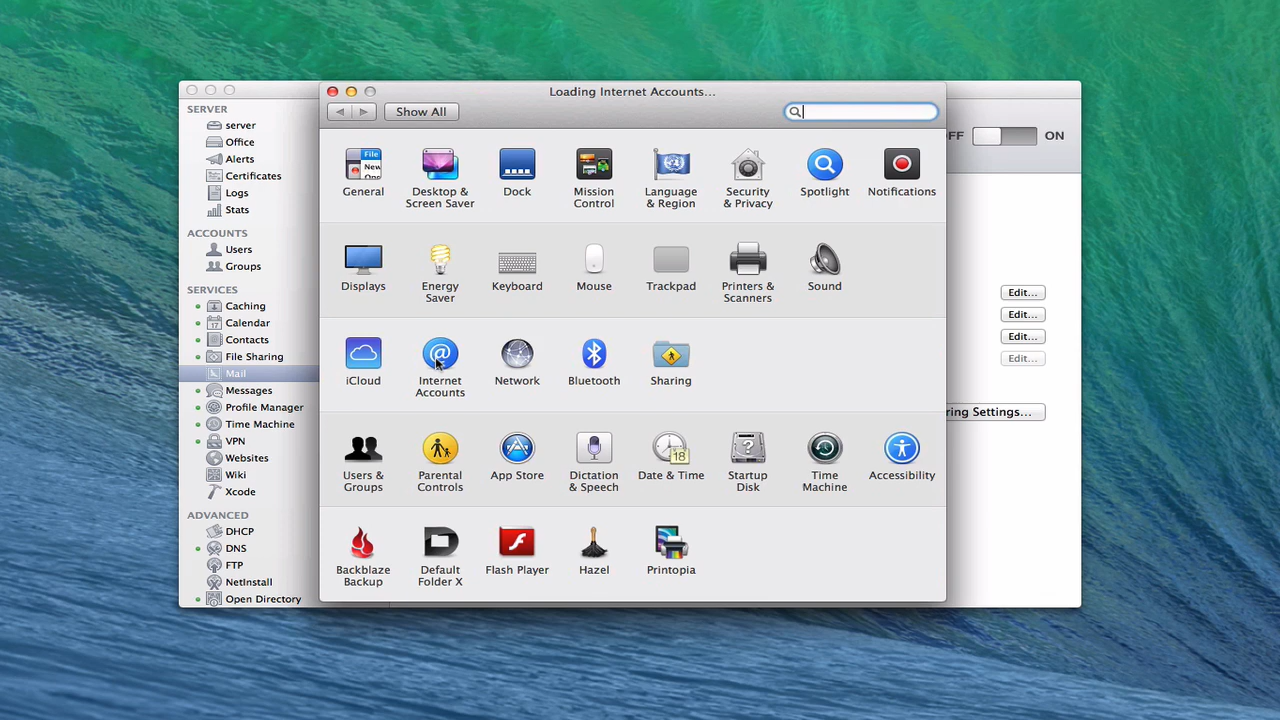 Loading Internet Accounts...
Show All
SERVER
server
Office
Alerts
Certificates
Logs
Stats
ACCOUNTS
Users
Groups
SERVICES
Caching
Calendar
Contacts
File Sharing
Mail
Messages
Profile Manager
Time Machine
VPN
Websites
Wiki
Xcode
ADVANCED
DHCP
DNS
FTP
NetInstall
Open Directory
General
Desktop &
Screen Saver
Dock
Mission
Control
Language
& Region
Security
& Privacy
Spotlight
Notifications
Displays
Energy
Saver
Keyboard
Mouse
Trackpad
Printers &
Scanners
Sound
iCloud
Internet
Accounts
Network
Bluetooth
Sharing
Users &
Groups
Parental
Controls
App Store
Dictation
& Speech
18
Date & Time
Startup
Disk
Time
Machine
Accessibility
Backblaze
Backup
Default
Folder X
Flash Player
Hazel
Printopia
FF
ON
Edit...
Edit...
Edit...
Edit...
ring Settings...
File
New